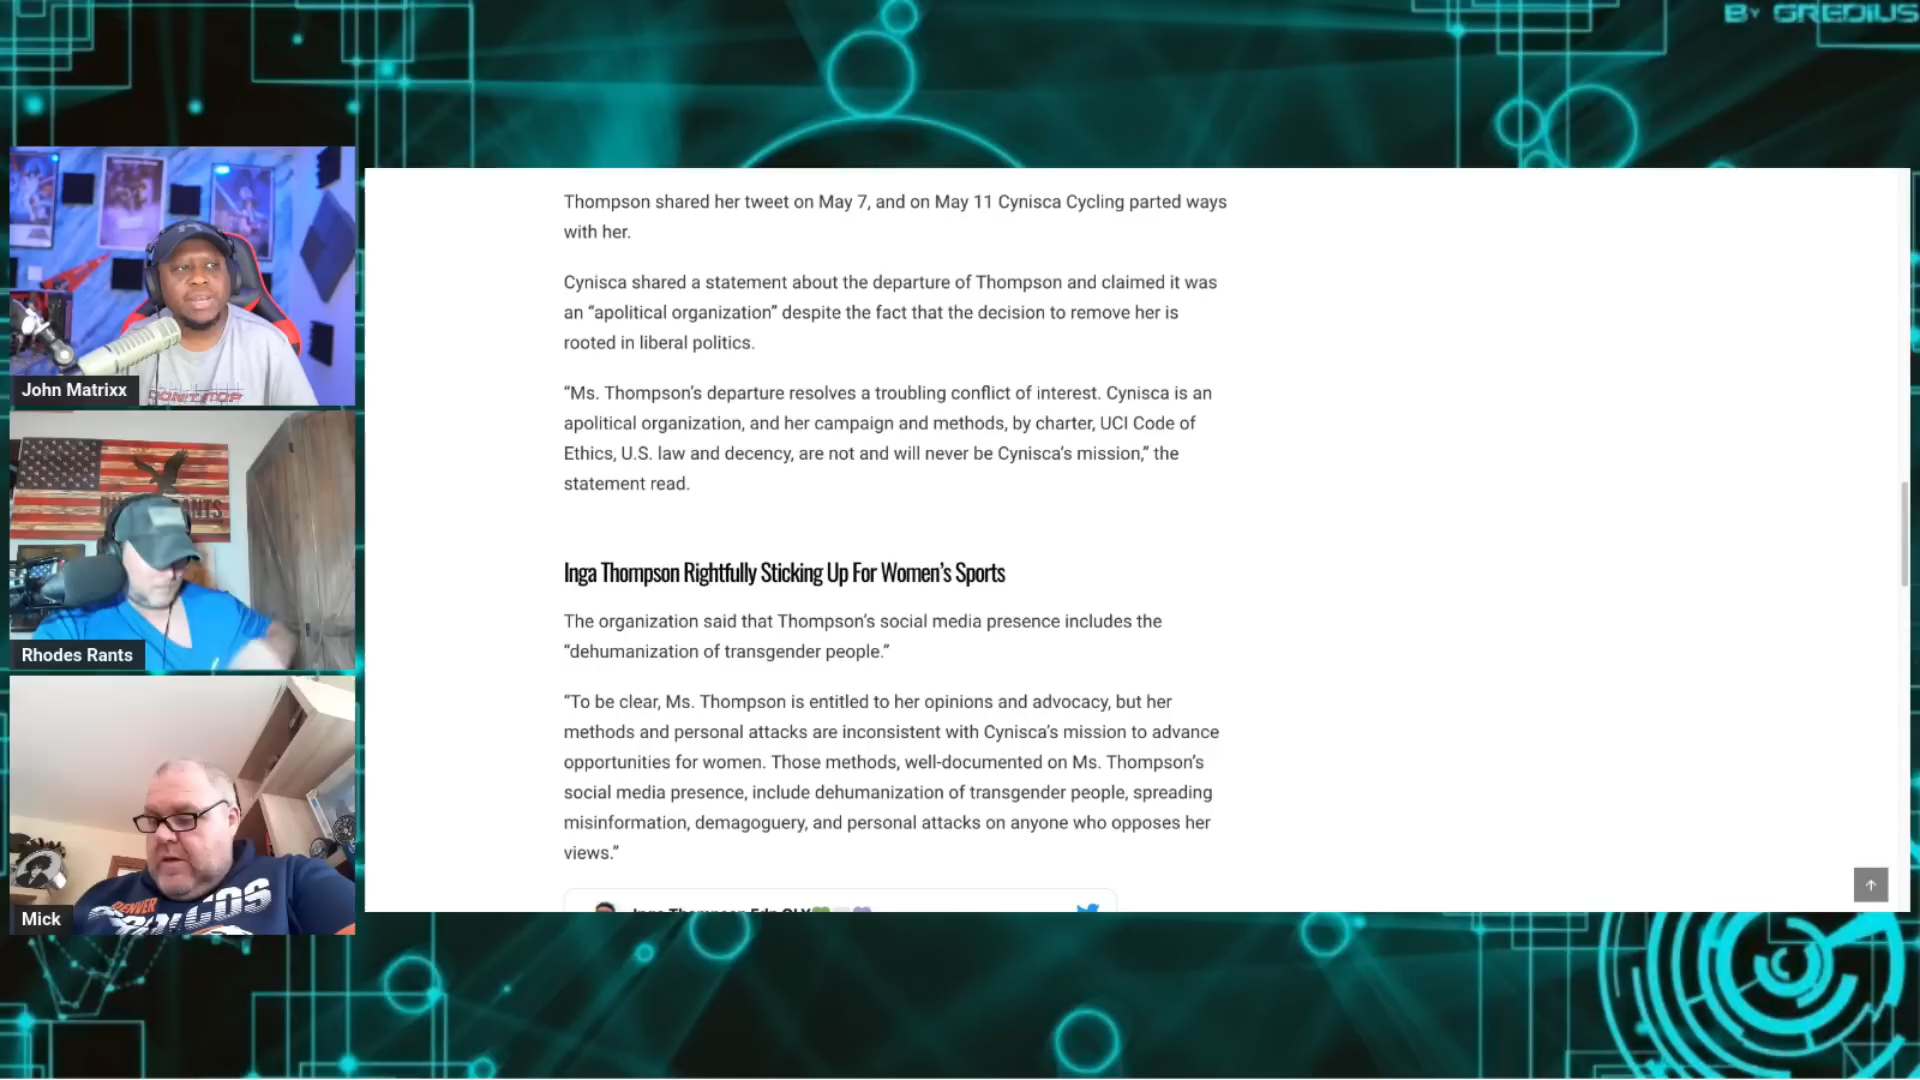 BY GREDIUS
Thompson shared her tweet on May 7, and on May 11 Cynisca Cycling parted ways
with her.
Cynisca shared a statement about the departure of Thompson and claimed it was
an “apolitical organization” despite the fact that the decision to remove her is
rooted in liberal politics.
“Ms. Thompson’s departure resolves a troubling conflict of interest. Cynisca is an
apolitical organization, and her campaign and methods, by charter, UCI Code of
Ethics, U.S. law and decency, are not and will never be Cynisca’s mission,” the
statement read.
Inga Thompson Rightfully Sticking Up For Women’s Sports
The organization said that Thompson’s social media presence includes the
“dehumanization of transgender people.”
“To be clear, Ms. Thompson is entitled to her opinions and advocacy, but her
methods and personal attacks are inconsistent with Cynisca’s mission to advance
opportunities for women. Those methods, well-documented on Ms. Thompson’s
social media presence, include dehumanization of transgender people, spreading
misinformation, demagoguery, and personal attacks on anyone who opposes her
views.”
John Matrixx
Rhodes Rants
DENVER
Mick